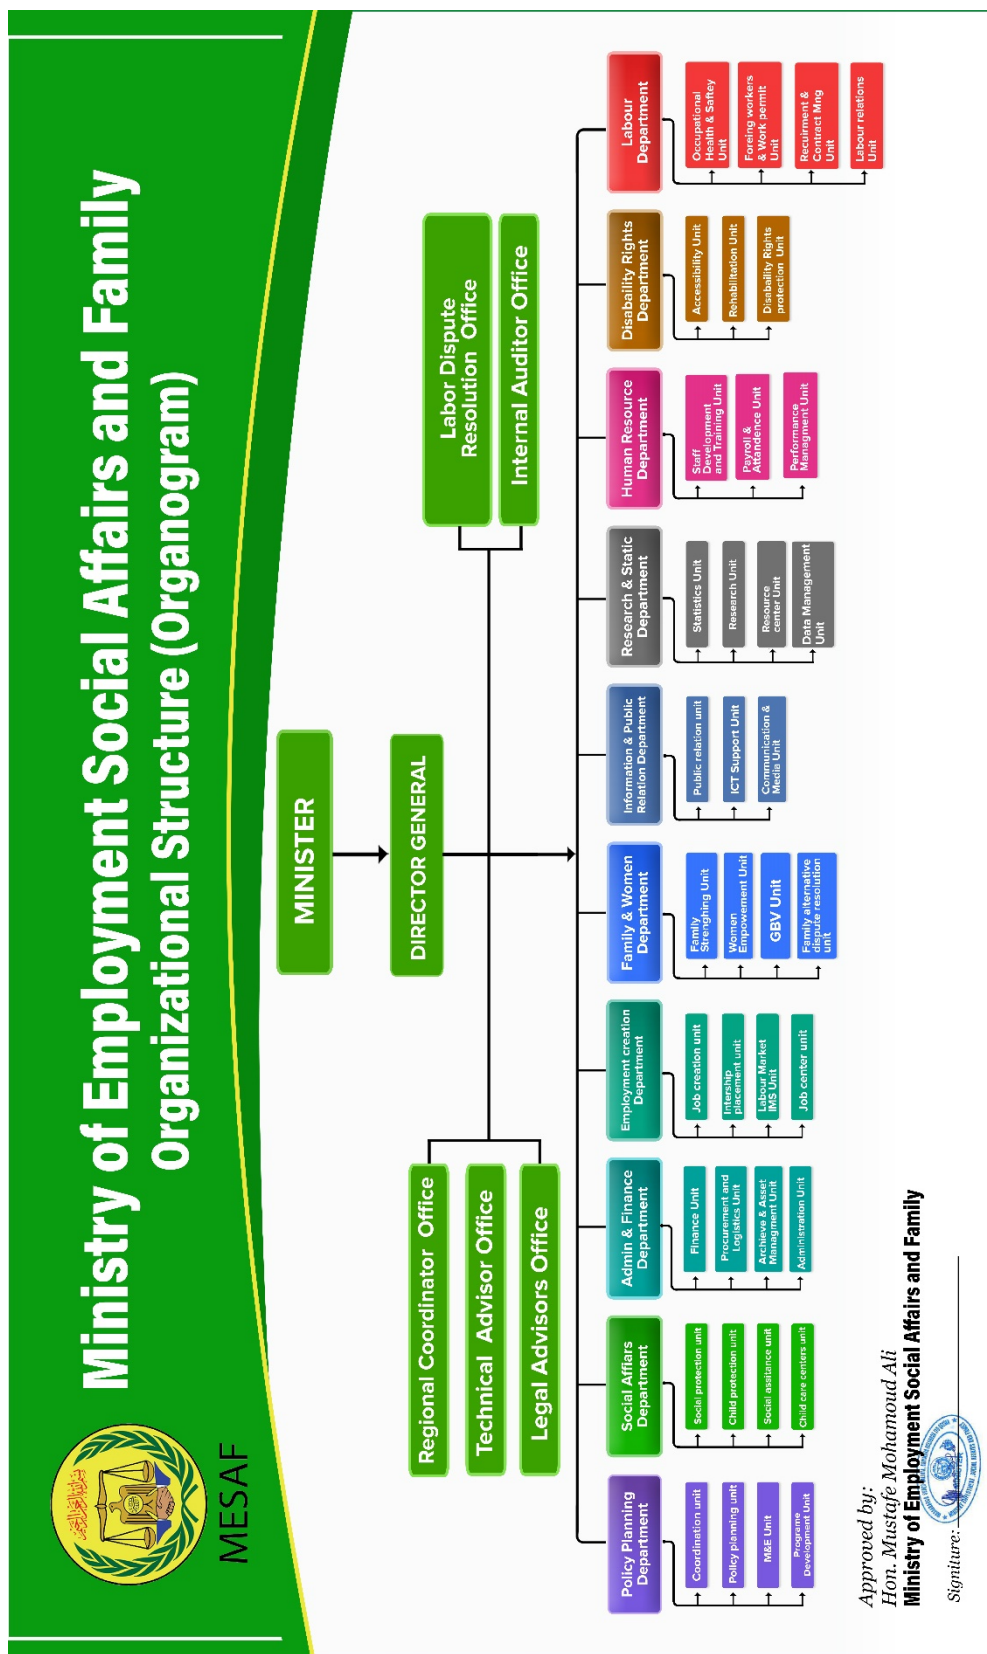 Ministry of Employment Social Affairs and Family
Organizational Structure (Organogram)
MESAF
MINISTER
DIRECTOR GENERAL
Regional Coordinator Office
Technical Advisor Office
Legal Advisors Office
Labor Dispute
Resolution Office
Internal Auditor Office
Policy Planning
Department
Coordination unit
Policy planning unit
M&E Unit
Programe
Development Unit
Social Affiars
Department
Social protection unit
Child protection unit
Social assitance unit
Child care centers unit
Admin & Finance
Department
Finance Unit
Procurement and
Logistics Unit
Archieve & Asset
Managment Unit
Administration Unit
Employment creation
Department
Job creation unit
Intership
placement unit
Labour Market
IMS Unit
Job center unit
Family & Women
Department
Family
Strenghing Unit
Women
Empowement Unit
GBV Unit
Family alternative
dispute resolution
unit
Information & Public
Relation Department
Public relation unit
ICT Support Unit
Communication &
Media Unit
Research & Static
Department
Statistics Unit
Research Unit
Resource
center Unit
Data Management
Unit
Human Resource
Department
Staff
Development
and Training Unit
Payroll &
Attandence Unit
Performance
Managment Unit
Disabaility Rights
Department
Accessibility Unit
Rehabilitation Unit
Disabaility Rights
protection Unit
Labour
Department
Occupational
Health & Saftey
Unit
Foreing workers
& Work permit
Unit
Recuirment &
Contract Mng
Unit
Labour relations
Unit
Approved by:
Hon. Mustafe Mohamoud Ali
Ministry of Employment Social Affairs and Family
Signiture: